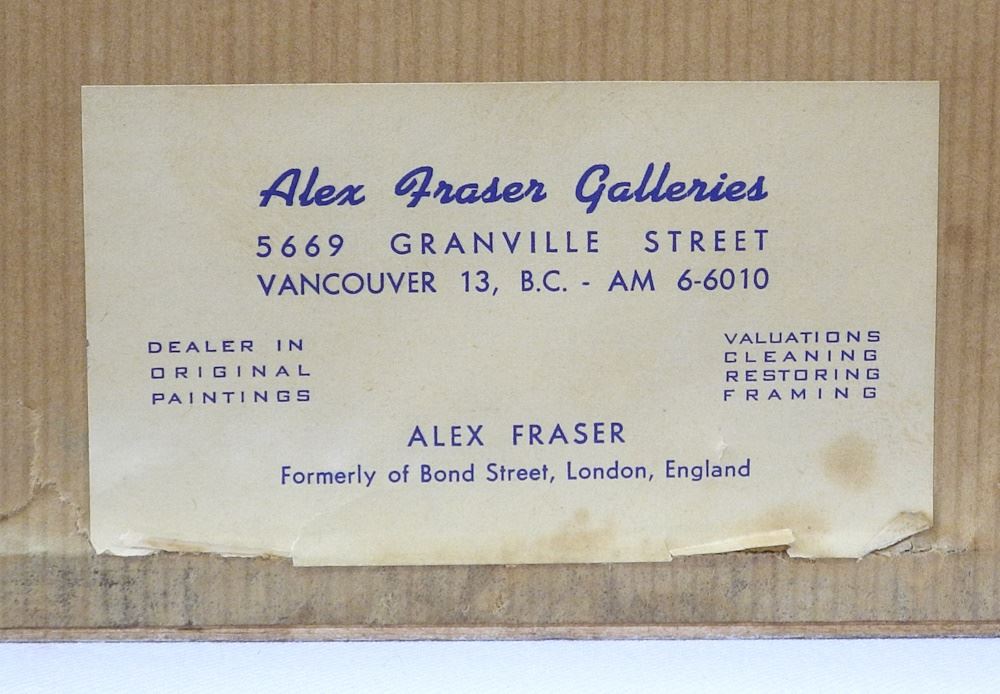 Alex Fraser Galleries
5669 GRANVILLE STREET
VANCOUVER 13, B.C. - AM 6-6010
DEALER IN
ORIGINAL
PAINTINGS
VALUATIONS
CLEANING
RESTORING
FRAMING
ALEX FRASER
Formerly of Bond Street, London, England